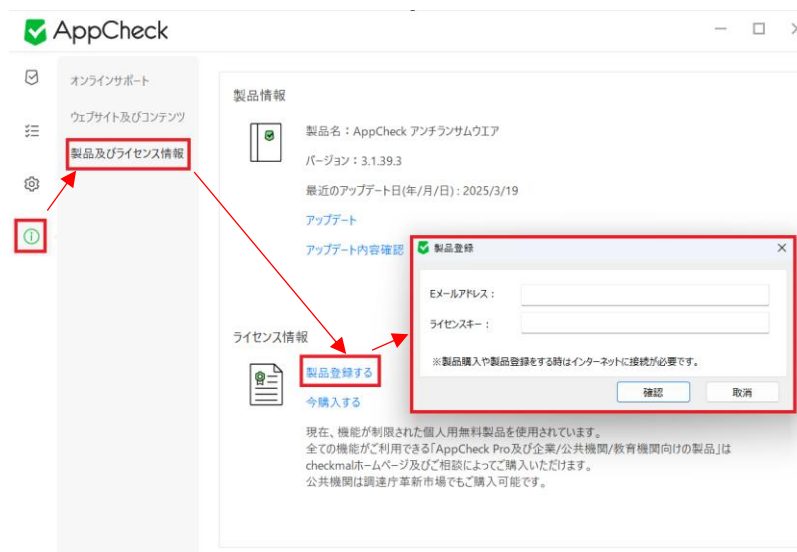 AppCheck
オンラインサポート
ウェブサイト及びコンテンツ
製品及びライセンス情報
製品情報
製品名：AppCheck アンチランサムウエア
バージョン：3.1.39.3
最近のアップデート日(年/月/日) : 2025/3/19
アップデート
アップデート内容確認
製品登録
Eメールアドレス：
ライセンスキー：
※製品購入や製品登録をする時はインターネットに接続が必要です。
確認
取消
ライセンス情報
製品登録する
今購入する
現在、機能が制限された個人用無料製品を使用されています。
全ての機能がご利用できる「AppCheck Pro及び企業/公共機関/教育機関向けの製品」は
checkmalホームページ及びご相談によってご購入いただけます。
公共機関は調達庁革新市場でもご購入可能です。